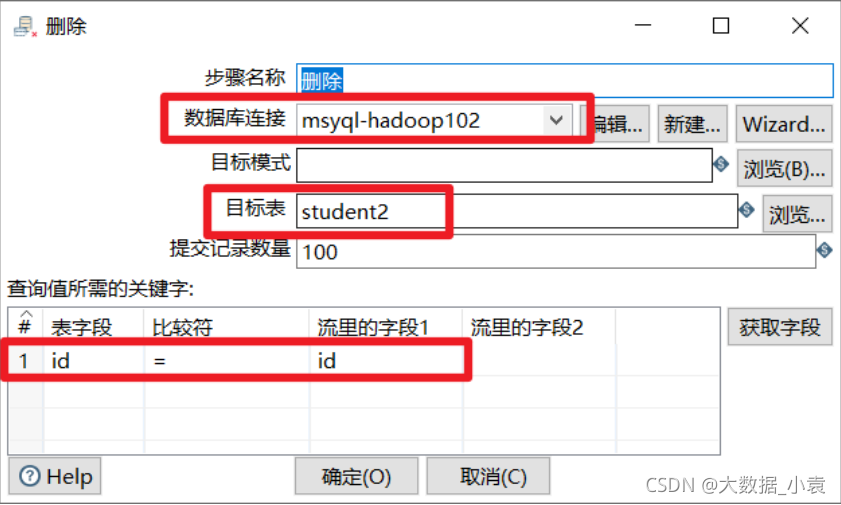 删除
步骤名称 删除
数据库连接 msyql-hadoop102 编辑... 新建... Wizard...
目标模式 浏览(B)...
目标表 student2 浏览...
提交记录数量 100
查询值所需的关键字:
# 表字段 比较符 流里的字段1 流里的字段2 获取字段
1 id = id
Help 确定(O) 取消(C)
CSDN @大数据_小袁